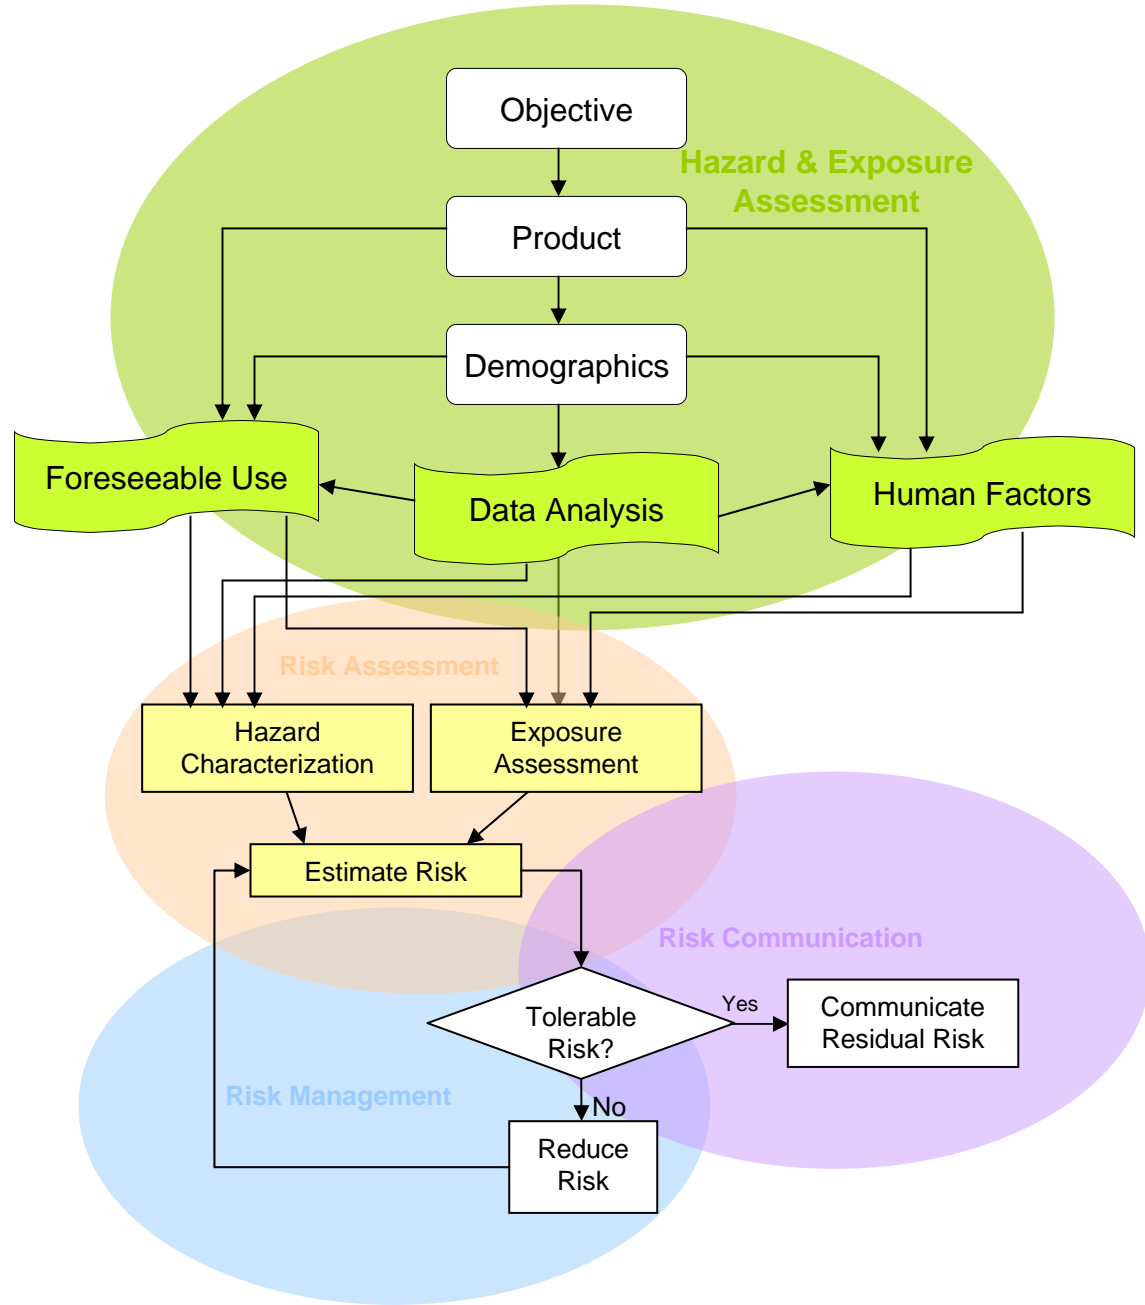 Objective
Hazard & Exposure
Assessment
Product
Demographics
Foreseeable Use
Data Analysis
Human Factors
Risk Assessment
Hazard
Characterization
Exposure
Assessment
Estimate Risk
Risk Communication
Tolerable
Risk?
Yes
Communicate
Residual Risk
Risk Management
No
Reduce
Risk